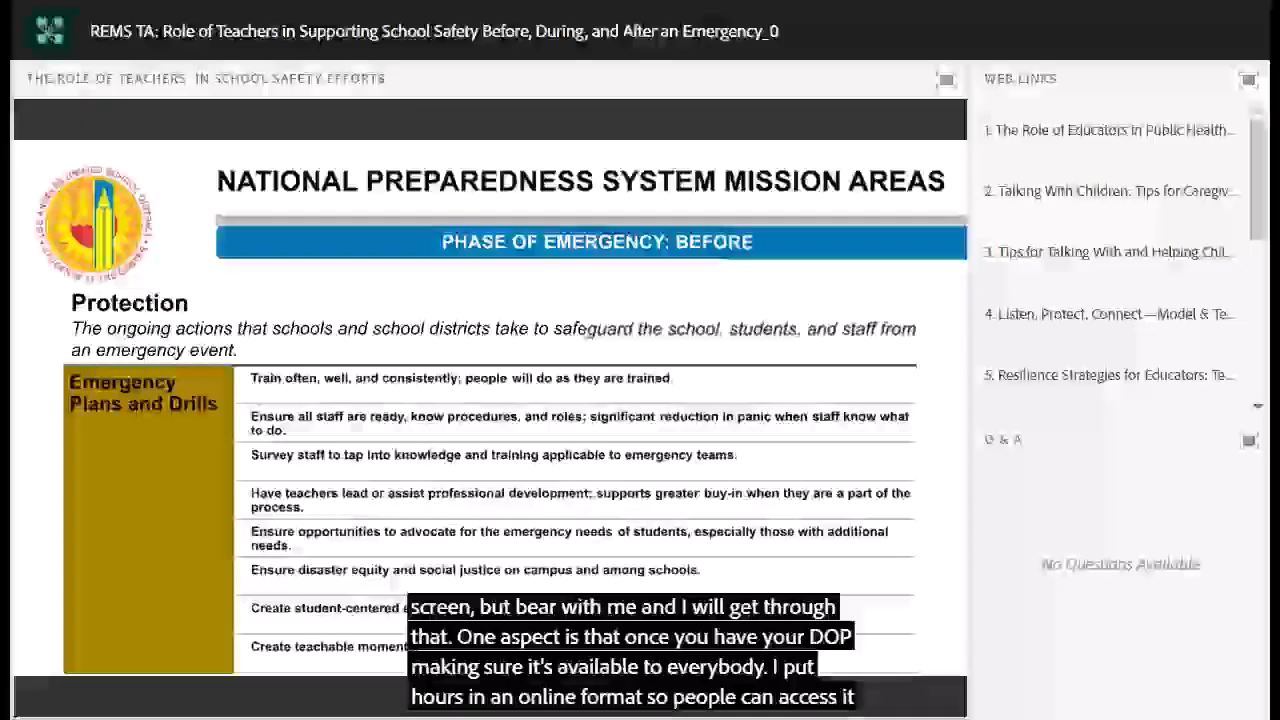 REMS TA: Role of Teachers in Supporting School Safety Before, During, and After an Emergency_0
THE ROLE OF TEACHERS IN SCHOOL SAFETY EFFORTS
NATIONAL PREPAREDNESS SYSTEM MISSION AREAS
PHASE OF EMERGENCY: BEFORE
Protection
The ongoing actions that schools and school districts take to safeguard the school, students, and staff from
an emergency event.
Emergency
Plans and Drills
Train often, well, and consistently; people will do as they are trained.
Ensure all staff are ready, know procedures, and roles; significant reduction in panic when staff know what
to do.
Survey staff to tap into knowledge and training applicable to emergency teams.
Have teachers lead or assist professional development; supports greater buy-in when they are a part of the
process.
Ensure opportunities to advocate for the emergency needs of students, especially those with additional
needs.
Ensure disaster equity and social justice on campus and among schools.
Create student-centered
Create teachable moment
screen, but bear with me and I will get through
that. One aspect is that once you have your DOP
making sure it's available to everybody. I put
hours in an online format so people can access it
WEB LINKS
1. The Role of Educators in Public Health...
2. Talking With Children: Tips for Caregiv...
3. Tips for Talking With and Helping Chil...
4. Listen, Protect, Connect—Model & Te...
5. Resilience Strategies for Educators: Te...
Q & A
No Questions Available